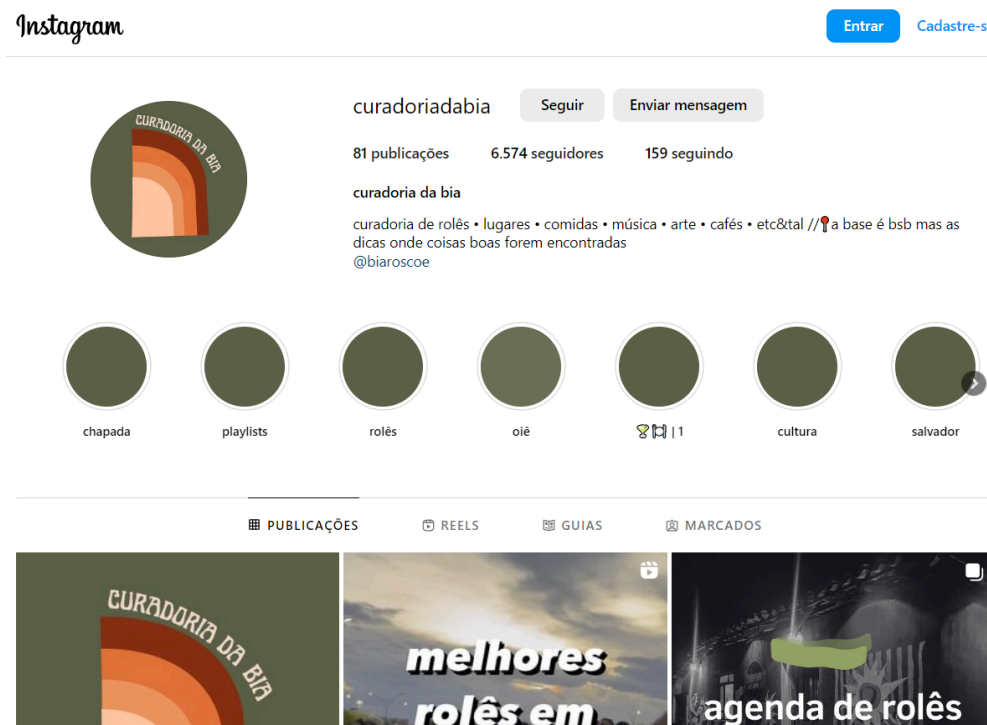 Instagram
Entrar Cadastre-s
CURADORIA DA BIA
curadoriadabia Seguir Enviar mensagem
81 publicações 6.574 seguidores 159 seguindo
curadoria da bia
curadoria de rolês • lugares • comidas • música • arte • cafés • etc&tal //📍a base é bsb mas as
dicas onde coisas boas forem encontradas
@biaroscoe
chapada playlists rolês oiê 🏆🍽 | 1 cultura salvador
PUBLICAÇÕES REELS GUIAS MARCADOS
CURADORIA DA BIA
melhores
rolês em
agenda de rolês